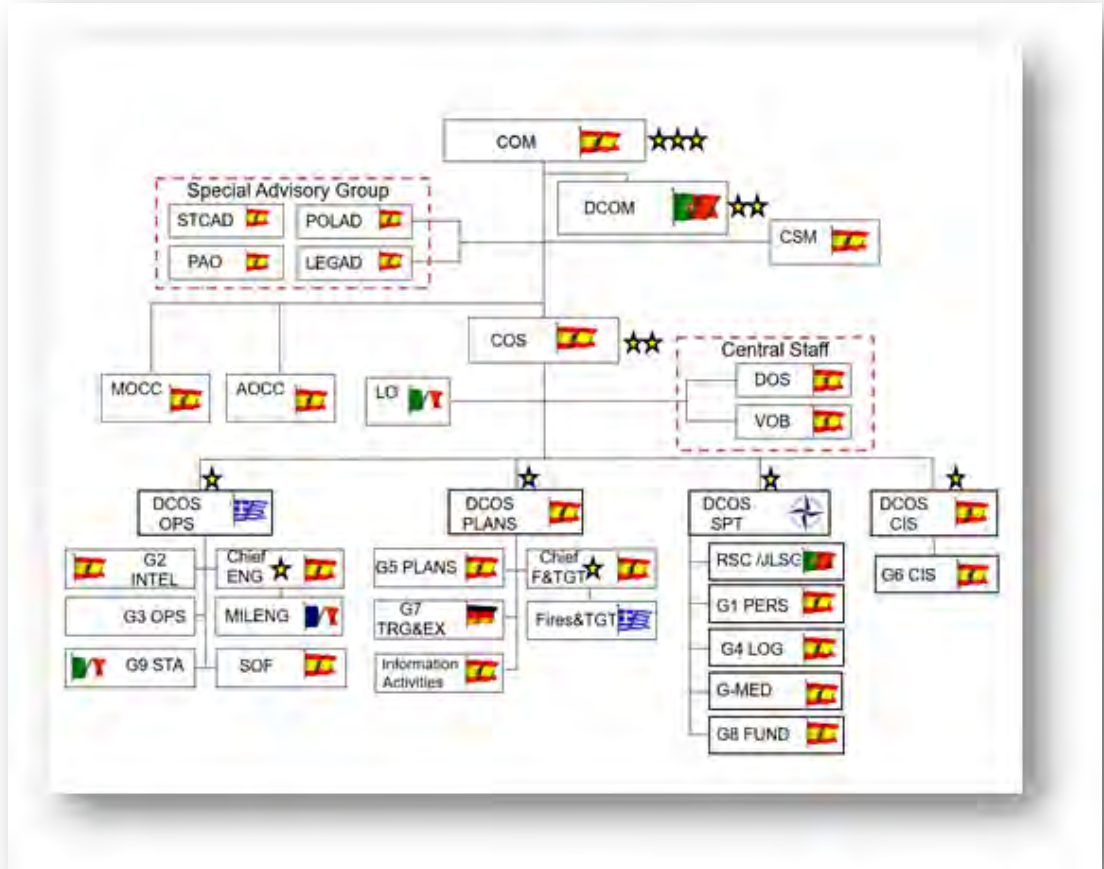 COM
DCOM
Special Advisory Group
STCAD
POLAD
PAO
LEGAD
CSM
COS
Central Staff
DOS
VOB
MOCC
AOCC
LO
DCOS
OPS
DCOS
PLANS
DCOS
SPT
DCOS
CIS
G2
INTEL
Chief
ENG
G3 OPS
MILENG
G9 STA
SOF
G5 PLANS
Chief
F&TGT
G7
TRG&EX
Fires&TGT
Information
Activities
RSC /JLSG
G1 PERS
G4 LOG
G-MED
G8 FUND
G6 CIS